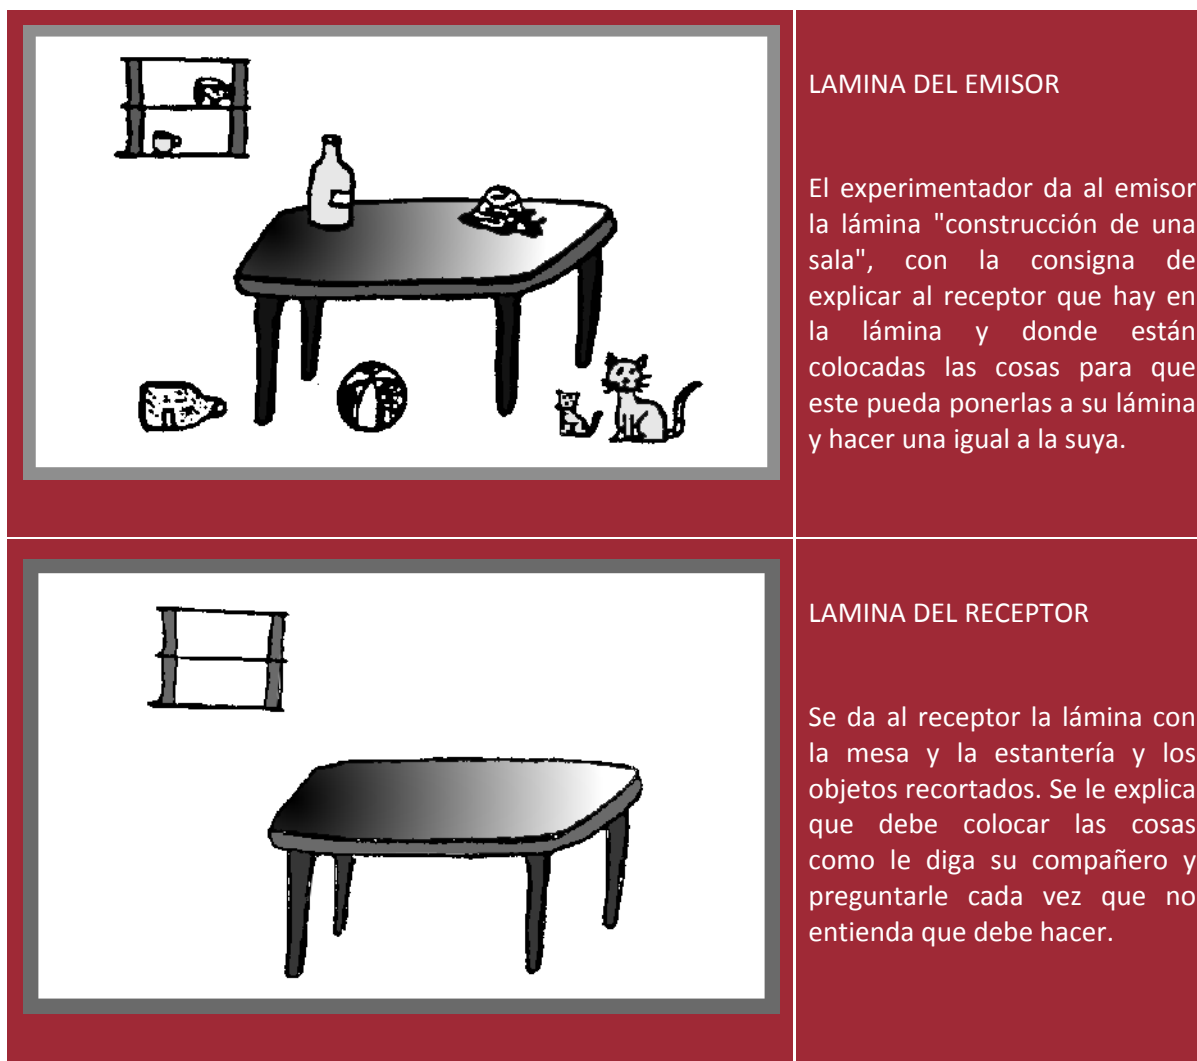 LAMINA DEL EMISOR
El experimentador da al emisor
la lámina "construcción de una
sala", con la consigna de
explicar al receptor que hay en
la lámina y donde están
colocadas las cosas para que
este pueda ponerlas a su lámina
y hacer una igual a la suya.
LAMINA DEL RECEPTOR
Se da al receptor la lámina con
la mesa y la estantería y los
objetos recortados. Se le explica
que debe colocar las cosas
como le diga su compañero y
preguntarle cada vez que no
entienda que debe hacer.